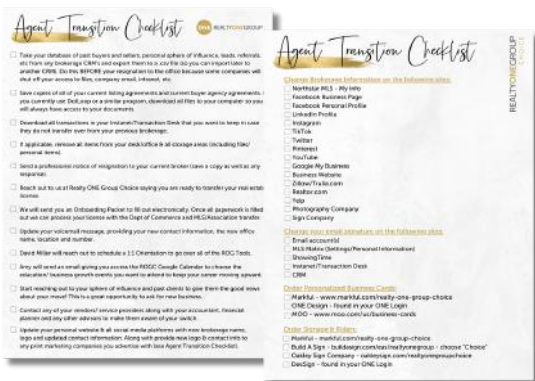 Agent Transition Checklist
ONE REALTYONEGROUP
Take your database of past buyers and sellers, personal sphere of influence, leads, referrals,
etc from any brokerage CRM's and export them to a .csv file (so you can import later to
another CRM). Do this BEFORE your resignation to the office because some companies will
shut off your access to files, company email, intranet, etc.
Save copies of all of your current listing agreements and current buyer agency agreements.
you currently use DotLoop or a similar program, download all files to your computer so you
will always have access to your documents.
Download all transactions in your Instanet/Transaction Desk that you want to keep in case
they do not transfer over from your previous brokerage.
If applicable, remove all items from your desk/office & all storage areas (including files/
personal items).
Send a professional notice of resignation to your current broker (save a copy as well as any
response).
Reach out to us at Realty ONE Group Choice saying you are ready to transfer your real estat
license.
We will send you an Onboarding Packet to fill out electronically. Once all paperwork is filled
out we can process your license with the Dept of Commerce and MLS/Association transfer.
Update your voicemail message, providing your new contact information, the new office
name, location and number.
David Miller will reach out to schedule a 1:1 Orientation to go over all of the ROG Tools.
Amy will send an email giving you access the ROGC Google Calendar to choose the
education/ business growth events you want to attend to keep your career moving upward.
Start reaching out to your sphere of influence and past clients to give them the good news
about your move! This is a great opportunity to ask for new business.
Contact any of your vendors/ service providers along with your accountant, financial
planner and any other advisors to make them aware of your switch.
Update your personal website & all social media platforms with new brokerage name,
logo and updated contact information. Along with provide new logo & contact info to
any print marketing companies you advertise with (see Agent Transition Checklist).
Agent Transition Checklist
REALTYONEGROUP
CHOICE
Change Brokerage Information on the following sites:
Northstar MLS - My Info
Facebook Business Page
Facebook Personal Profile
LinkedIn Profile
Instagram
TikTok
Twitter
Pinterest
YouTube
Google My Business
Business Website
Zillow/Trulia.com
Realtor.com
Yelp
Photography Company
Sign Company
Change your email signature on the following sites:
Email account(s)
MLS Matrix (Settings/Personal Information)
ShowingTime
Instanet/Transaction Desk
CRM
Order Personalized Business Cards:
Markful - www.markful.com/realty-one-group-choice
ONE Design - found in your ONE Login
MOO - www.moo.com/us/business-cards
Order Signage & Riders:
Markful - markful.com/realty-one-group-choice
Build A Sign - buildasign.com/eas/realtyonegroup - choose "Choice"
Oakley Sign Company - oakleysign.com/realtyonegroupchoice
DeeSign - found in your ONE Login